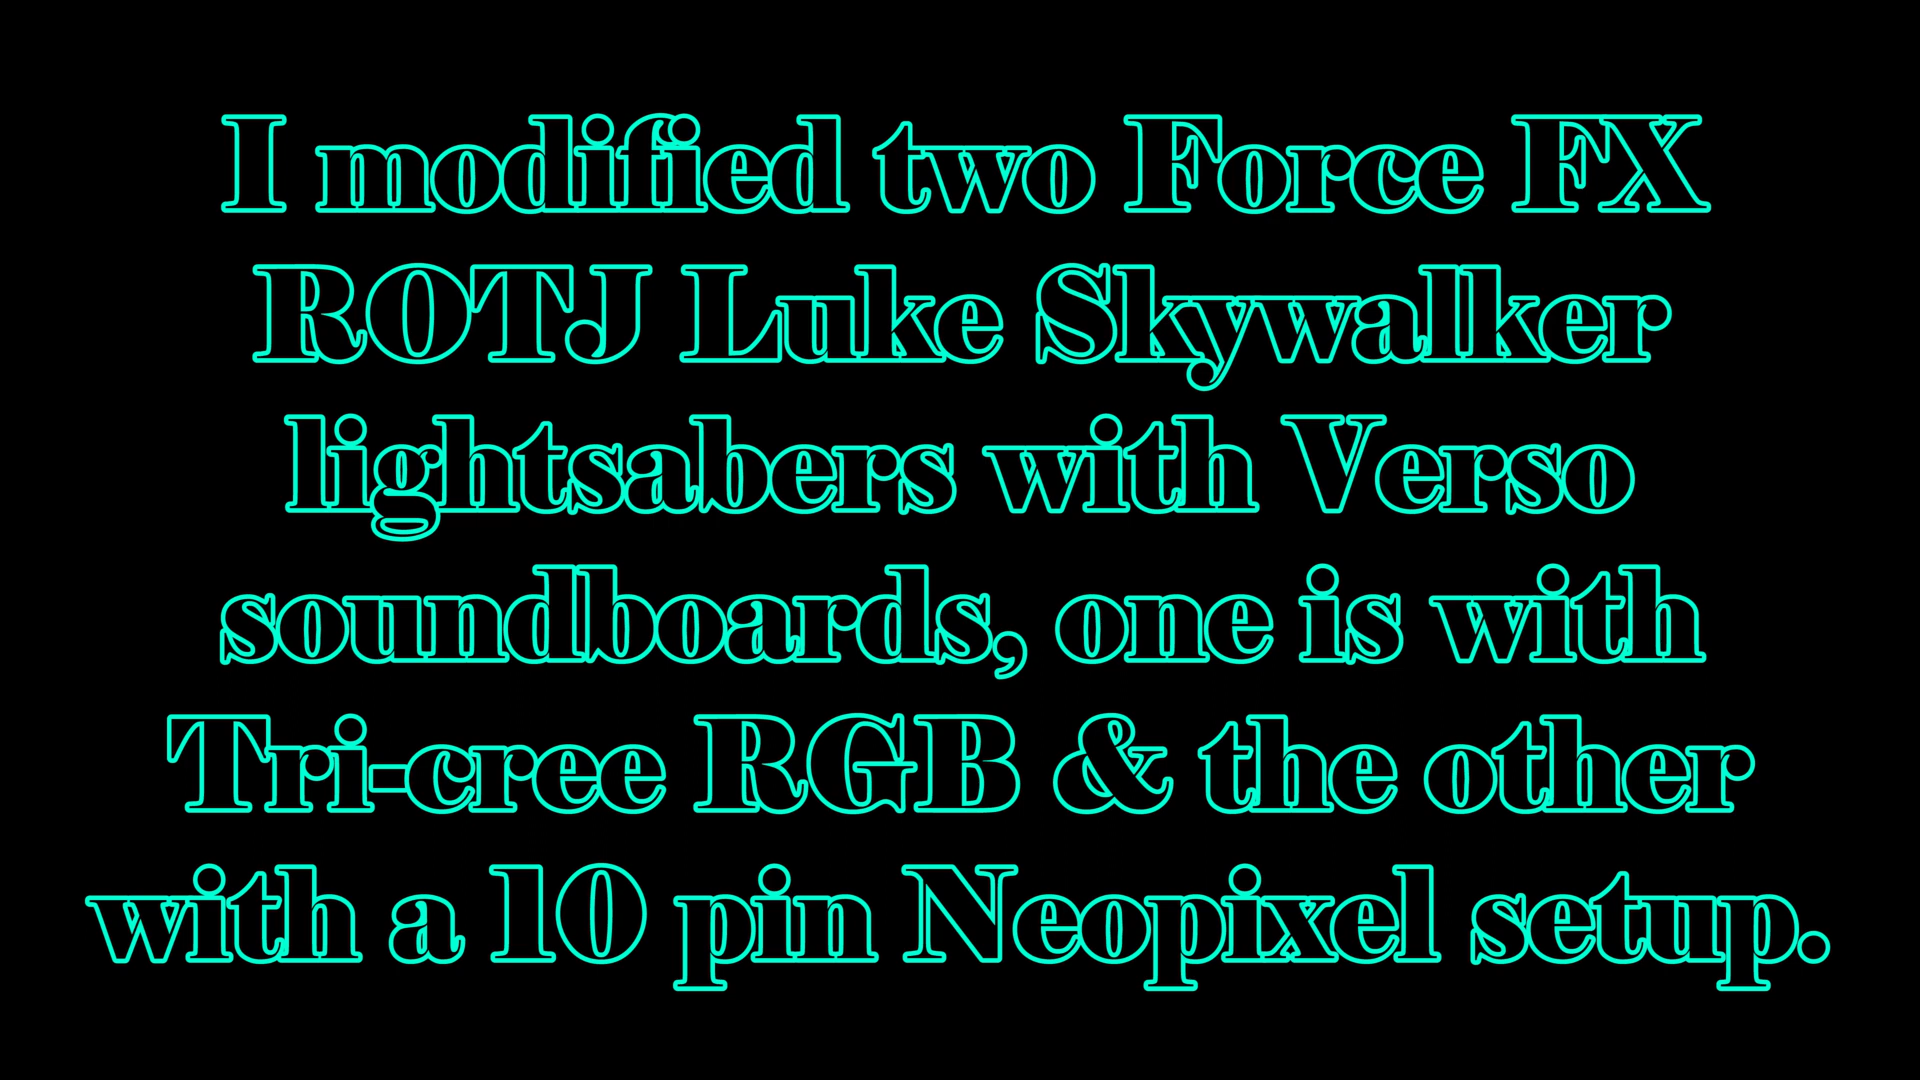 I modified two Force FX
ROTJ Luke Skywalker
lightsabers with Verso
soundboards, one is with
Tri-cree RGB & the other
with a 10 pin Neopixel setup.